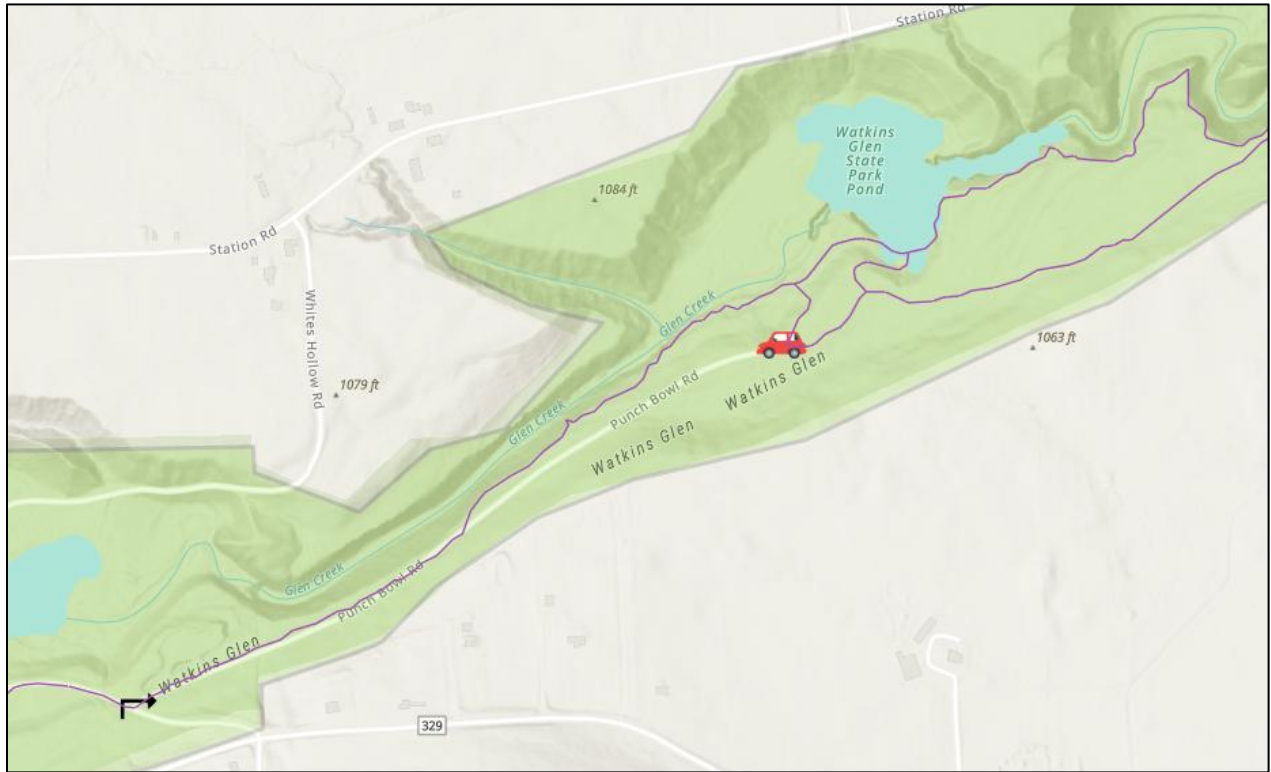 Station Rd
Watkins
Glen
State
Park
Pond
1084 ft
Station Rd
Whites Hollow Rd
Glen Creek
1063 ft
Watkins Glen
1079 ft
Punch Bowl Rd
Glen Creek
Watkins Glen
Glen Creek
Punch Bowl Rd
Watkins Glen
329